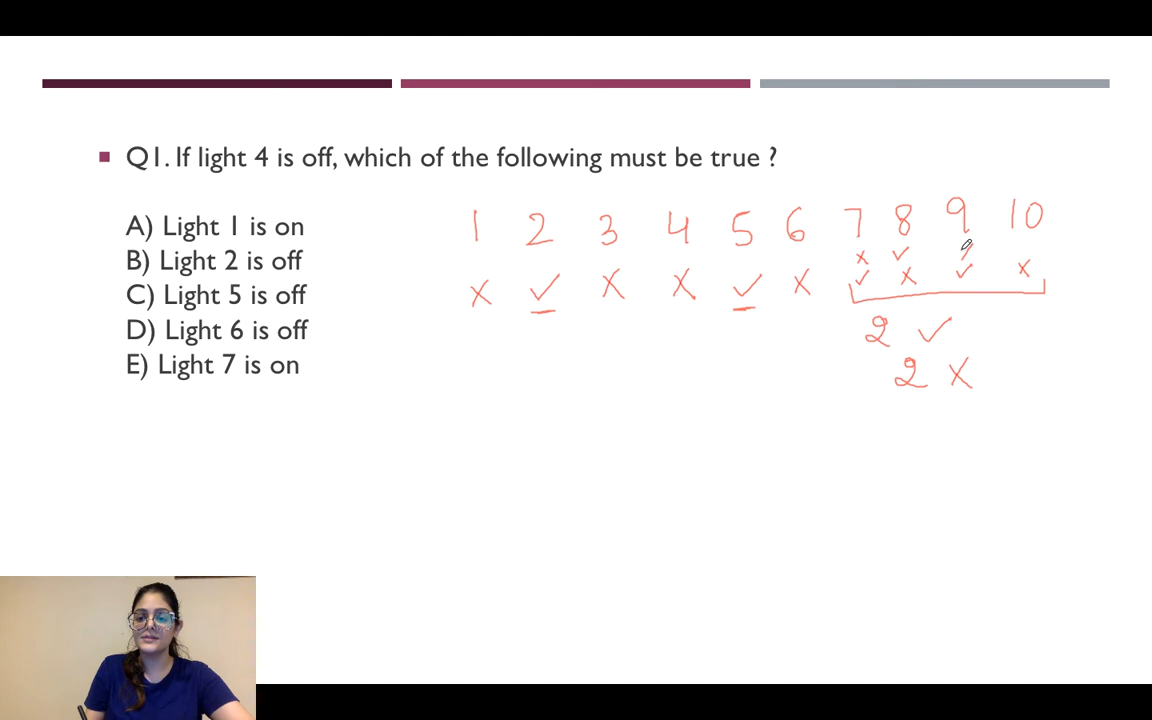 Q1. If light 4 is off, which of the following must be true ?
A) Light 1 is on
B) Light 2 is off
C) Light 5 is off
D) Light 6 is off
E) Light 7 is on
1 2 3 4 5 6 7 8 9 10
x ✓
x ✓ x x ✓ x ✓ x ✓ x
2 ✓
2 x